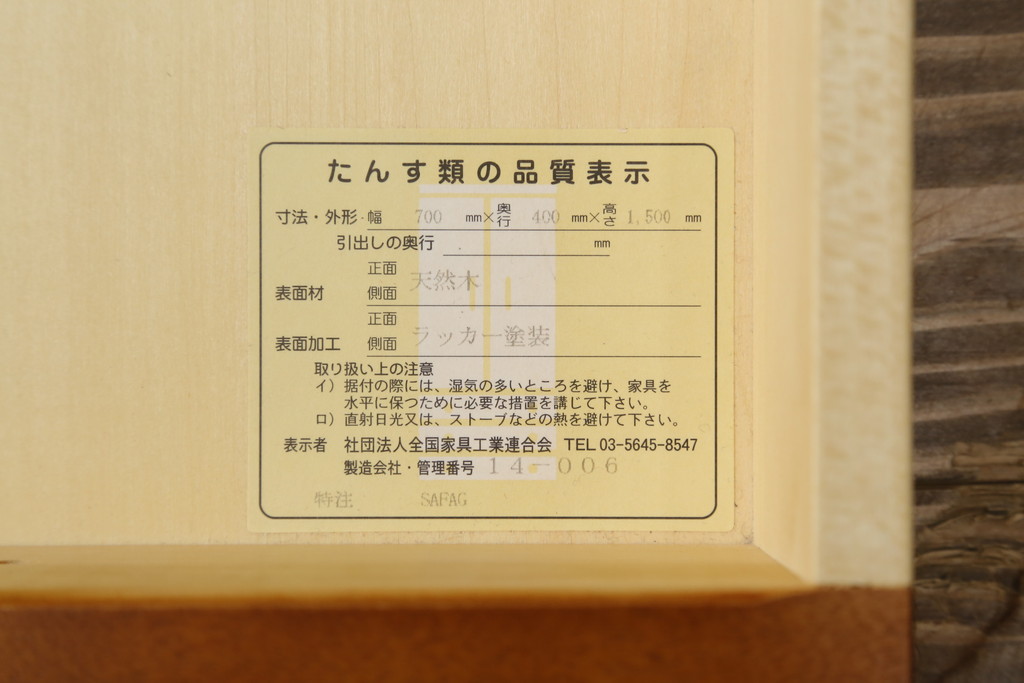 たんす類の品質表示
寸法・外形・幅 700 mm×奥行 400 mm×高さ 1,500 mm
引出しの奥行 mm
表面材 正面 天然木
側面
表面加工 正面 ラッカー塗装
側面
取り扱い上の注意
イ）据付の際には、湿気の多いところを避け、家具を
水平に保つために必要な措置を講じて下さい。
ロ）直射日光又は、ストーブなどの熱を避けて下さい。
表示者 社団法人全国家具工業連合会 TEL 03-5645-8547
製造会社・管理番号 14-006
特注 SAFAG